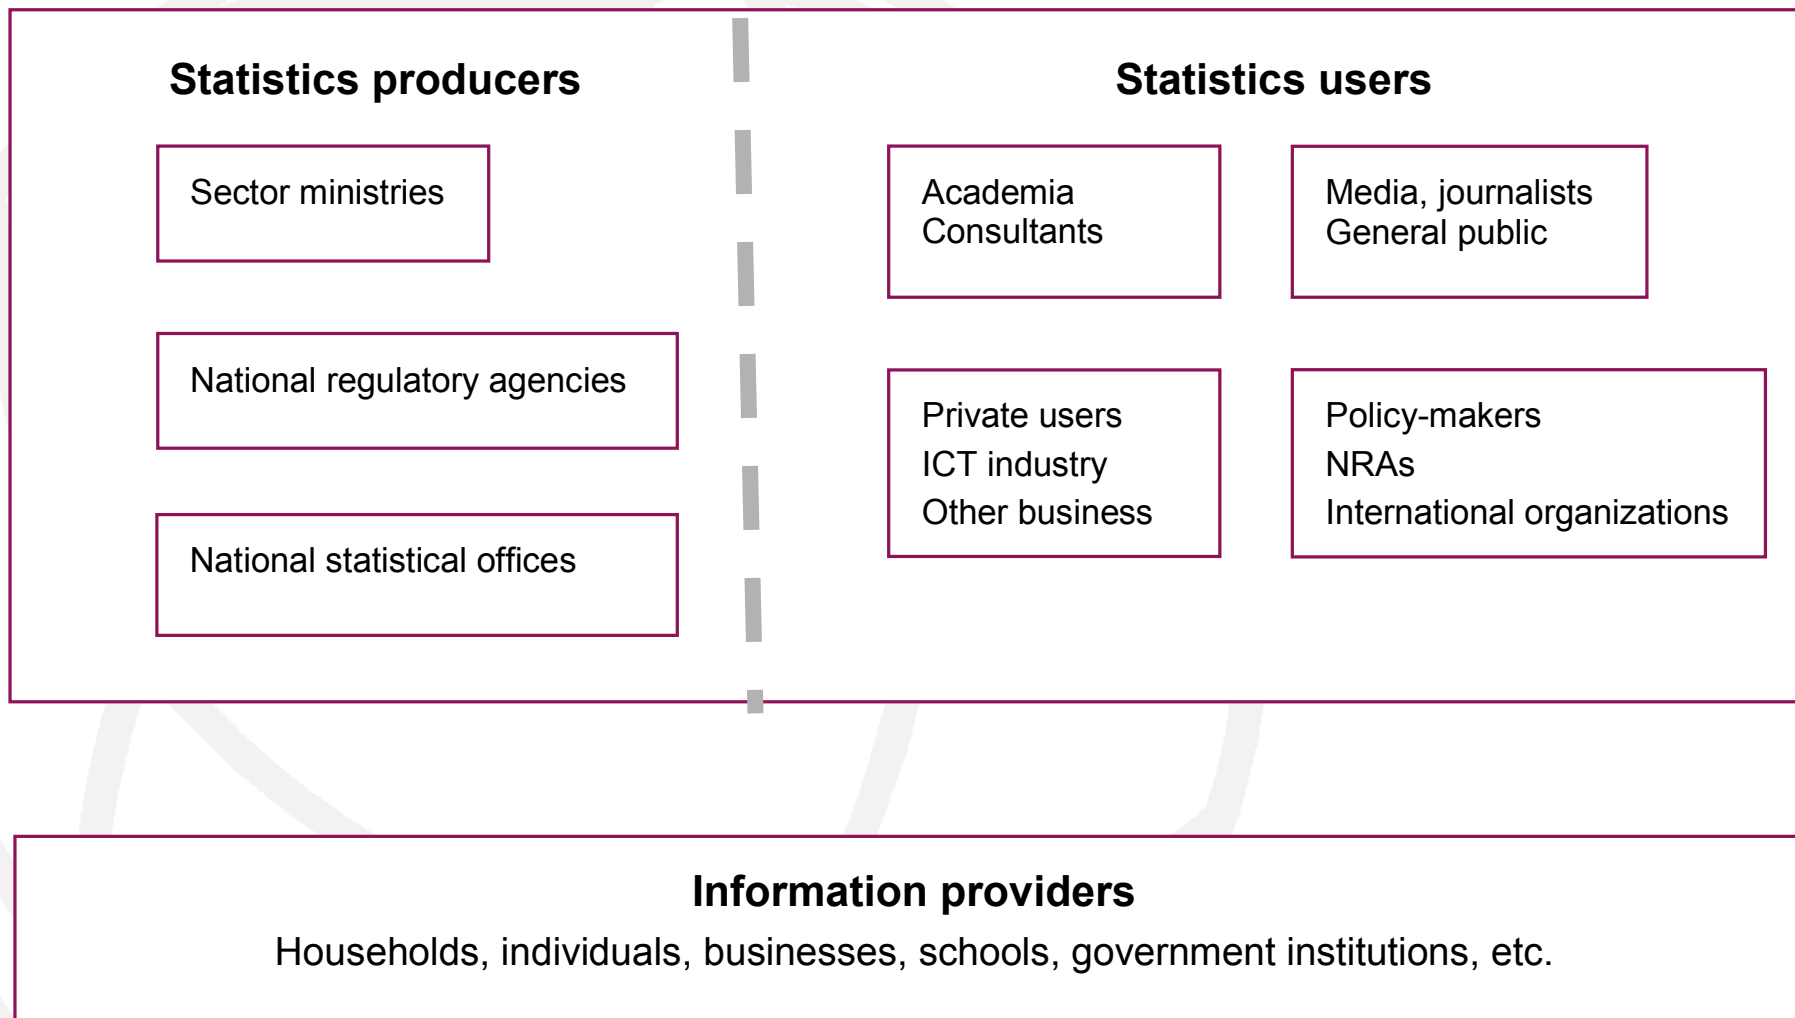 Statistics producers
Sector ministries
National regulatory agencies
National statistical offices
Statistics users
Academia
Consultants
Media, journalists
General public
Private users
ICT industry
Other business
Policy-makers
NRAs
International organizations
Information providers
Households, individuals, businesses, schools, government institutions, etc.